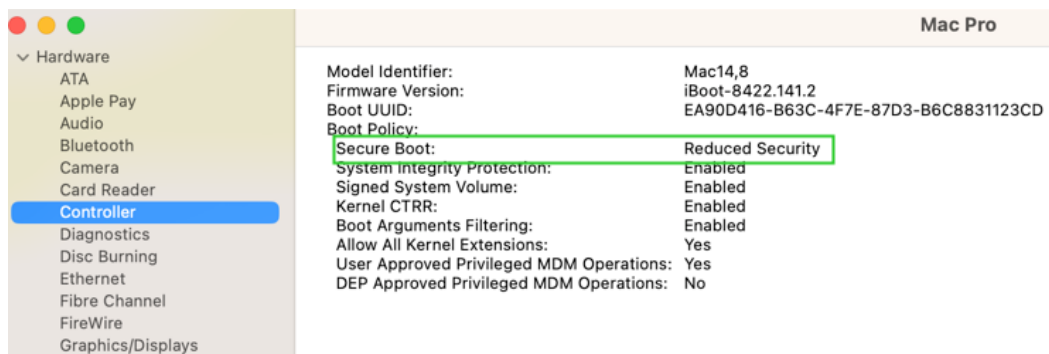 Mac Pro
Hardware
ATA
Apple Pay
Audio
Bluetooth
Camera
Card Reader
Controller
Diagnostics
Disc Burning
Ethernet
Fibre Channel
FireWire
Graphics/Displays
Model Identifier: Mac14,8
Firmware Version: iBoot-8422.141.2
Boot UUID: EA90D416-B63C-4F7E-87D3-B6C8831123CD
Boot Policy:
Secure Boot: Reduced Security
System Integrity Protection: Enabled
Signed System Volume: Enabled
Kernel CTRR: Enabled
Boot Arguments Filtering: Enabled
Allow All Kernel Extensions: Yes
User Approved Privileged MDM Operations: Yes
DEP Approved Privileged MDM Operations: No